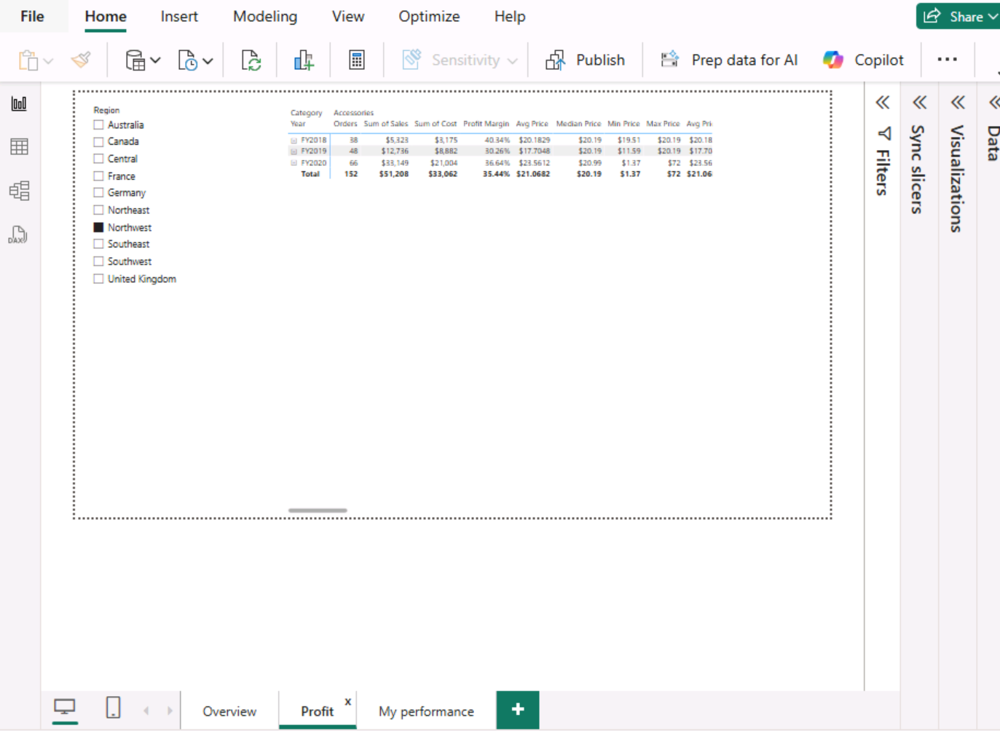 File Home Insert Modeling View Optimize Help Share
Sensitivity Publish Prep data for AI Copilot ...
Region
Australia
Canada
Central
France
Germany
Northeast
Northwest
Southeast
Southwest
United Kingdom
Category Accessories
Year Orders Sum of Sales Sum of Cost Profit Margin Avg Price Median Price Min Price Max Price Avg Pri
FY2018 38 $5,323 $3,175 40.34% $20.1829 $20.19 $19.51 $20.19 $20.18
FY2019 48 $12,736 $8,882 30.26% $17.7048 $20.19 $11.59 $20.19 $17.70
FY2020 66 $33,149 $21,004 36.64% $23.5612 $20.99 $1.37 $72 $23.56
Total 152 $51,208 $33,062 35.44% $21.0682 $20.19 $1.37 $72 $21.06
Filters
Sync slicers
Visualizations
Data
DAX
Overview Profit x My performance +